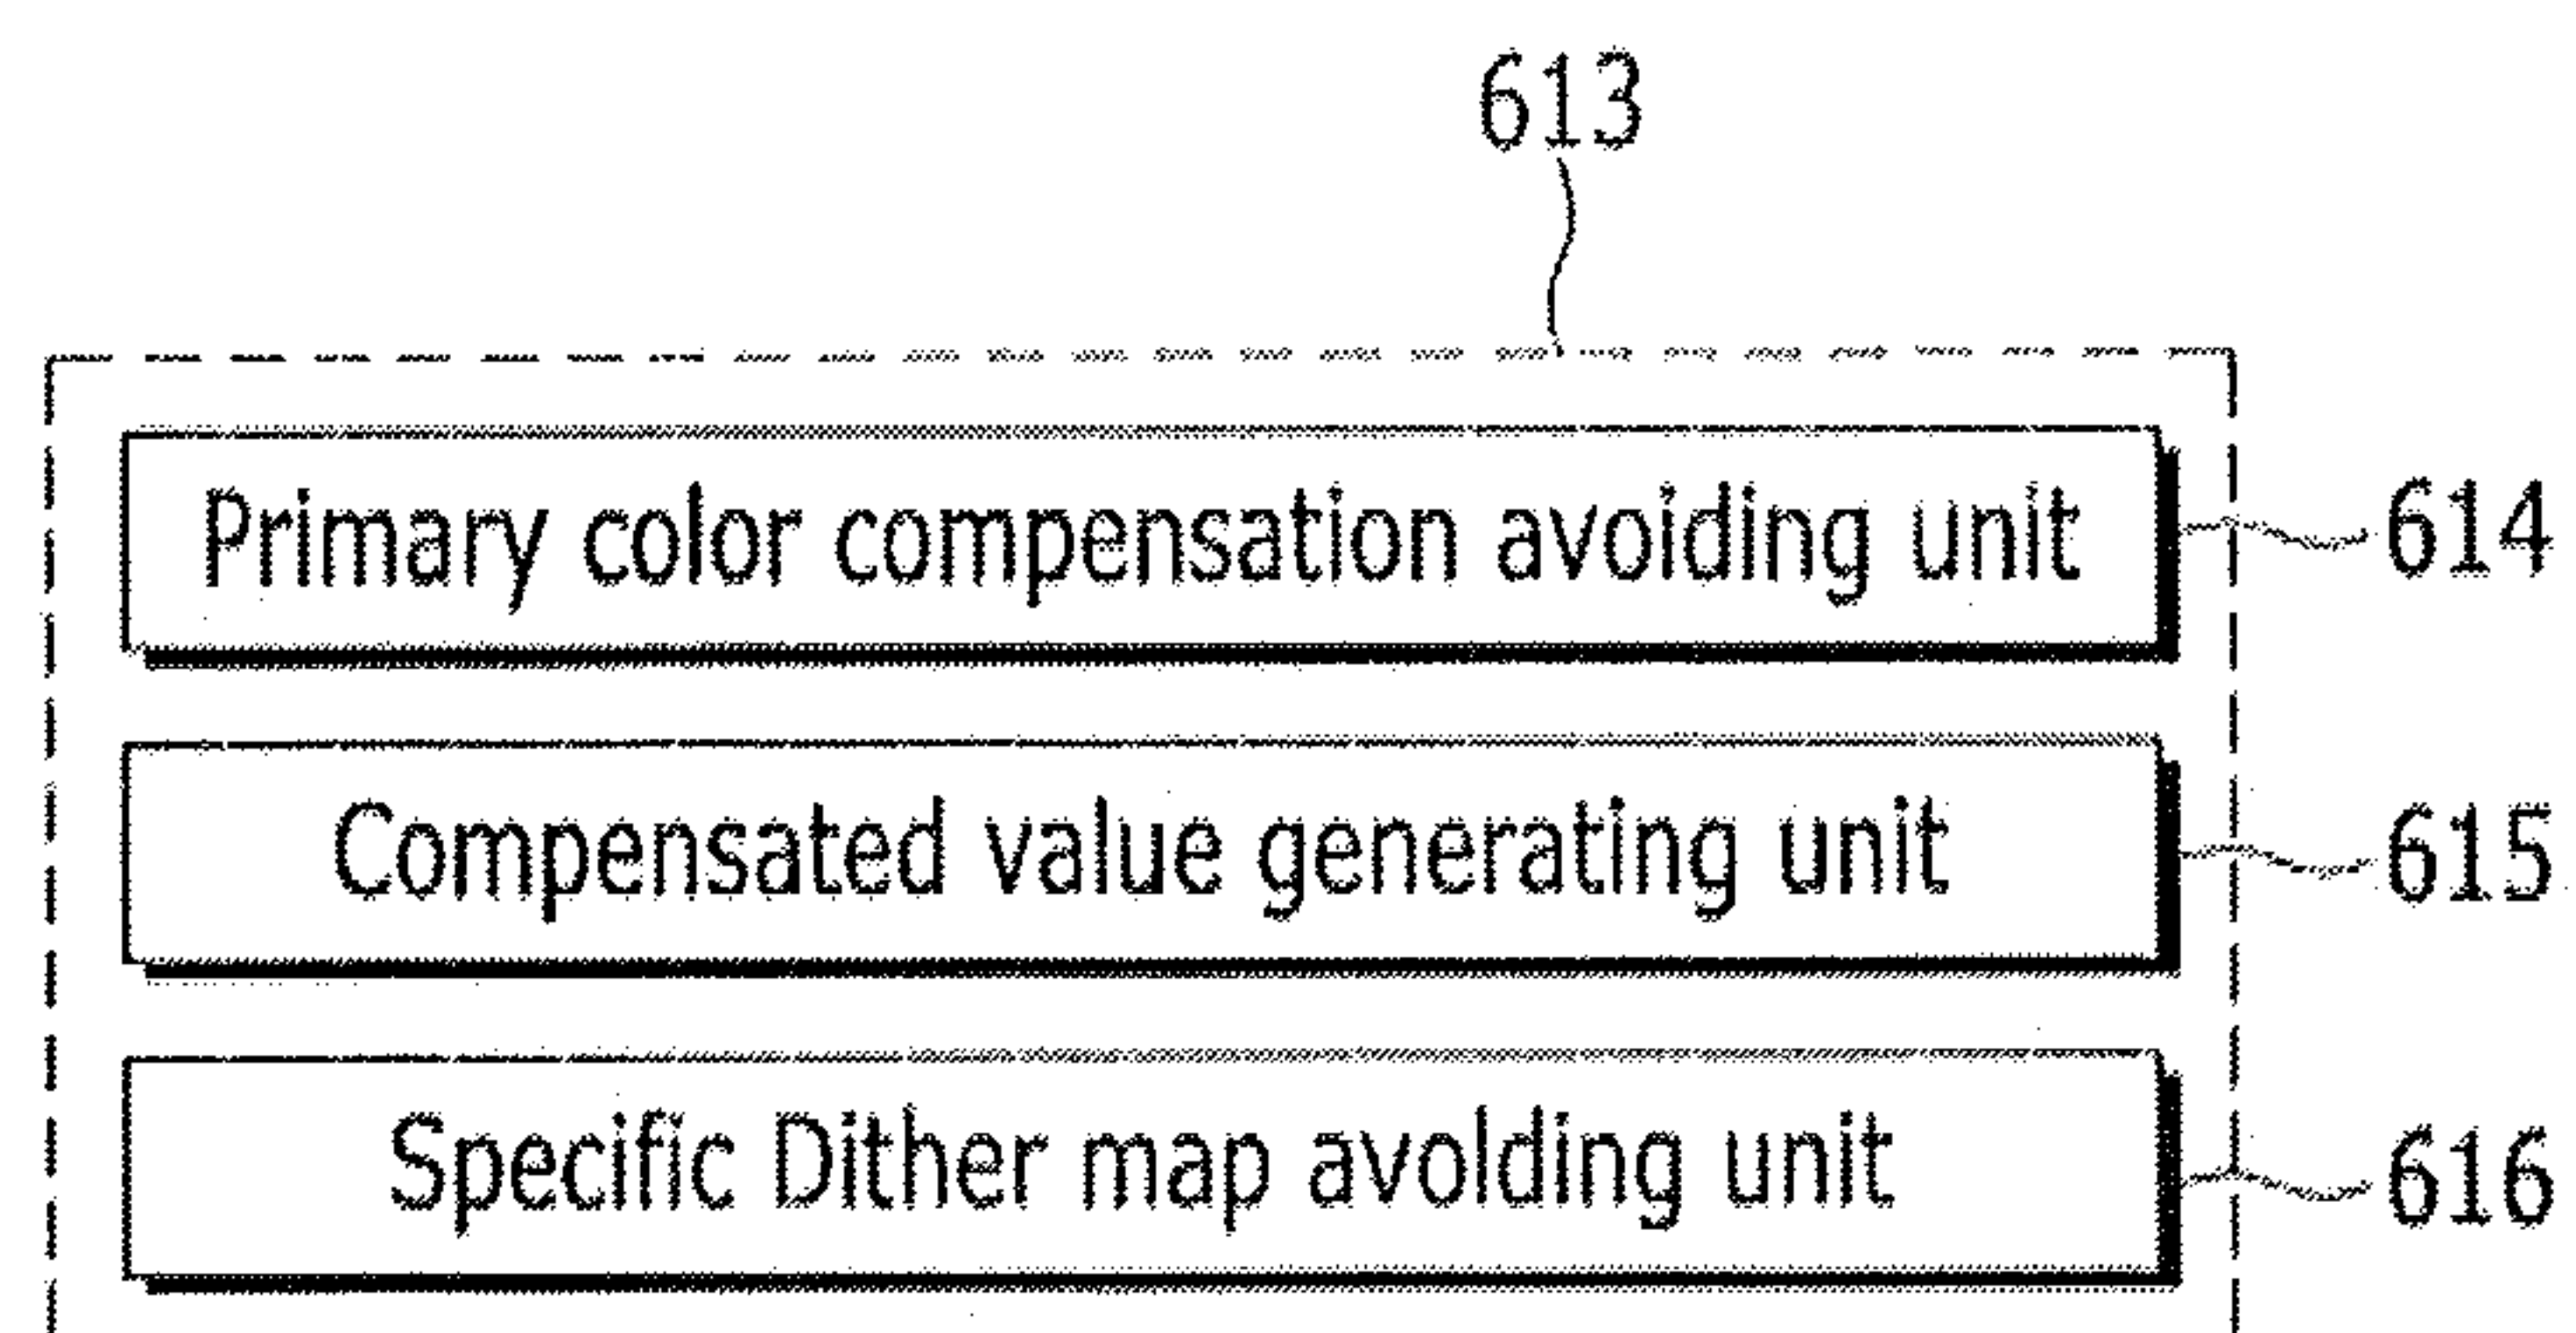 613
Primary color compensation avoiding unit
614
Compensated value generating unit
615
Specific Dither map avolding unit
616